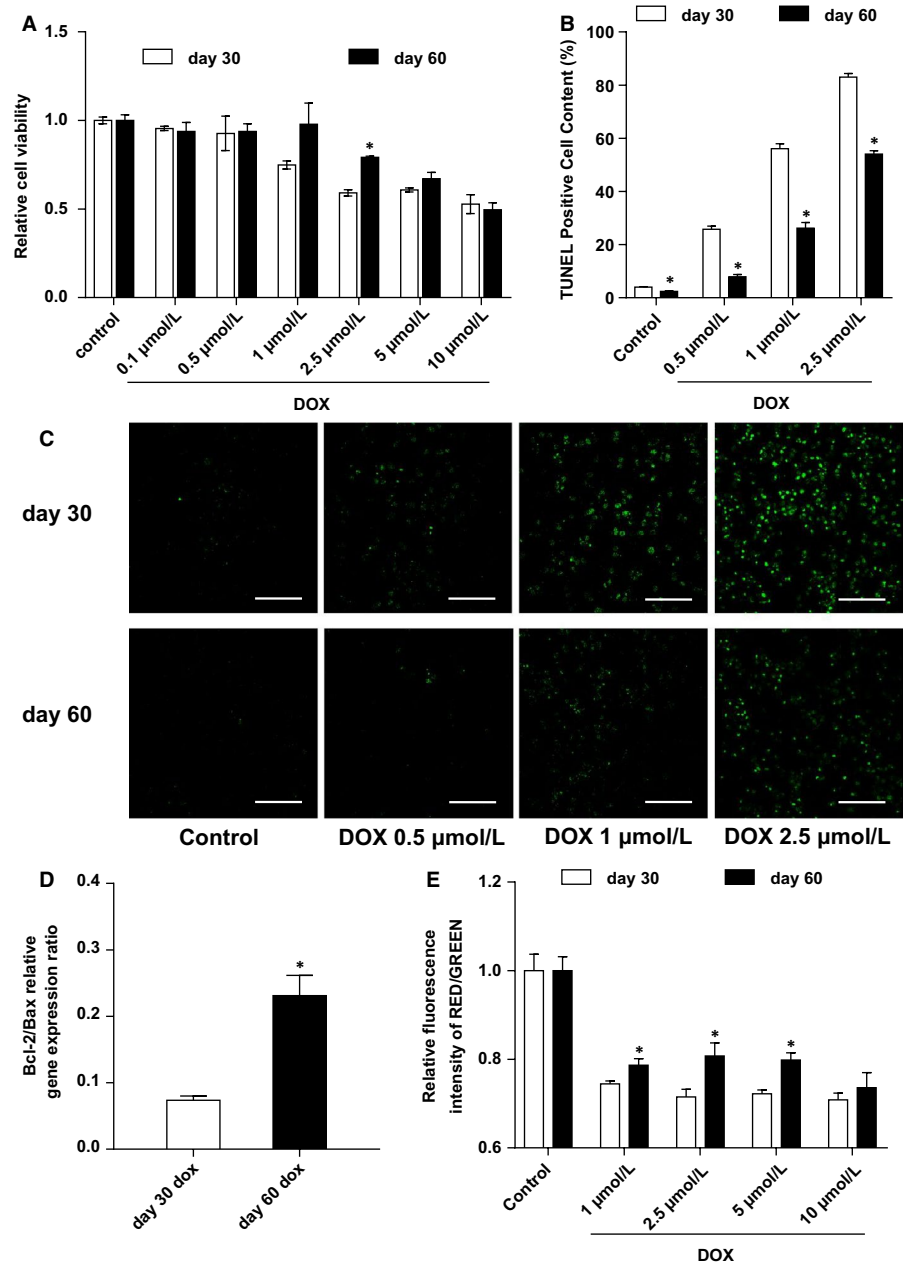 A
day 30
day 60
Relative cell viability
1.5
1.0
0.5
0.0
*
control
0.1 µmol/L
0.5 µmol/L
1 µmol/L
2.5 µmol/L
5 µmol/L
10 µmol/L
DOX
B
day 30
day 60
TUNEL Positive Cell Content (%)
100
80
60
40
20
0
*
*
*
*
Control
0.5 µmol/L
1 µmol/L
2.5 µmol/L
DOX
C
day 30
day 60
Control
DOX 0.5 µmol/L
DOX 1 µmol/L
DOX 2.5 µmol/L
D
Bcl-2/Bax relative
gene expression ratio
0.4
0.3
0.2
0.1
0.0
*
day 30 dox
day 60 dox
E
day 30
day 60
Relative fluorescence
intensity of RED/GREEN
1.2
1.0
0.8
0.6
*
*
*
Control
1 µmol/L
2.5 µmol/L
5 µmol/L
10 µmol/L
DOX